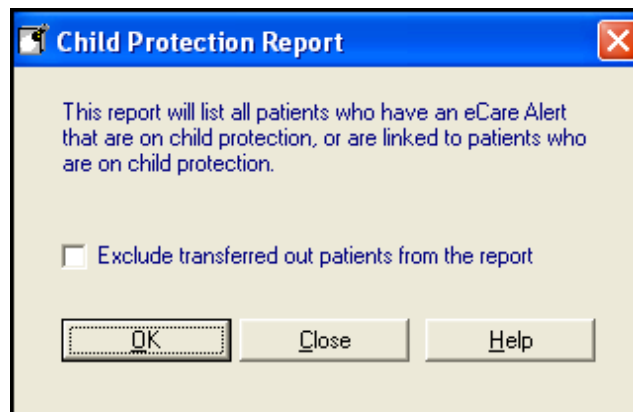 Child Protection Report
This report will list all patients who have an eCare Alert
that are on child protection, or are linked to patients who
are on child protection.
Exclude transferred out patients from the report
OK Close Help